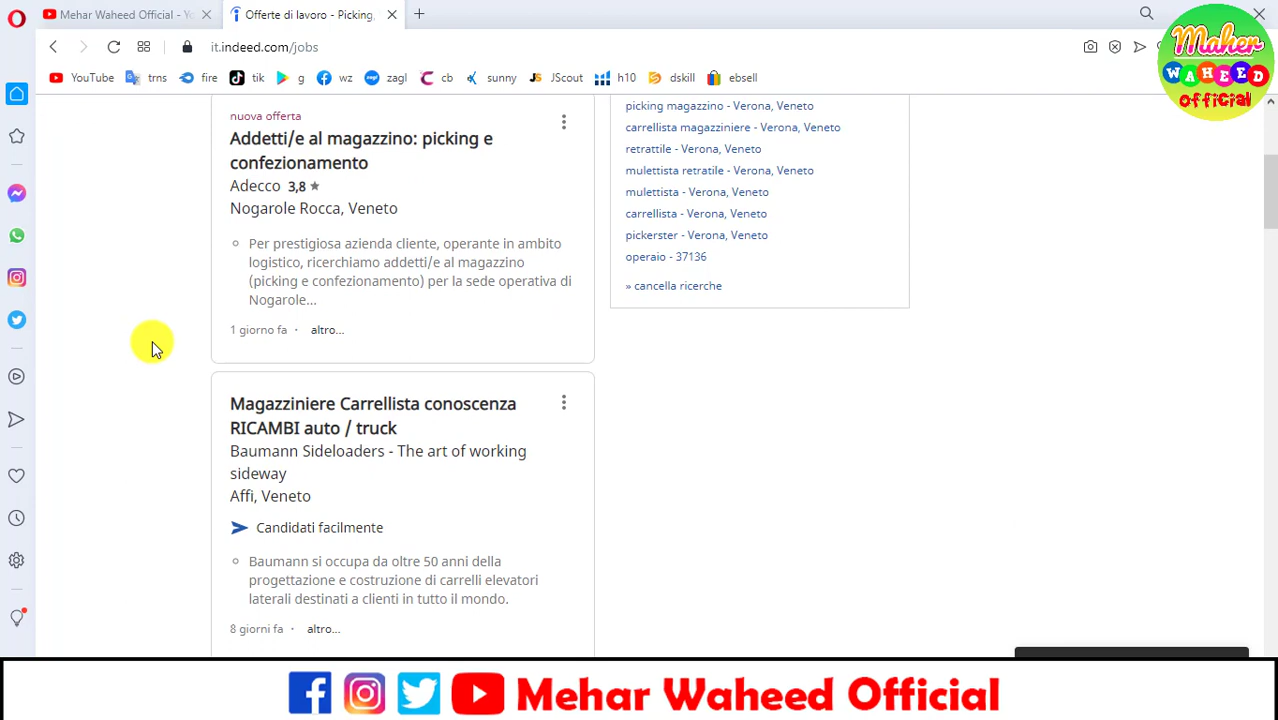 Mehar Waheed Official - Yo
Offerte di lavoro - Picking,
it.indeed.com/jobs
YouTube
trns
fire
tik
g
wz
zagl
cb
sunny
JScout
h10
dskill
ebsell
Maher
WAHEED
official
nuova offerta
Addetti/e al magazzino: picking e
confezionamento
Adecco 3,8
Nogarole Rocca, Veneto
Per prestigiosa azienda cliente, operante in ambito
logistico, ricerchiamo addetti/e al magazzino
(picking e confezionamento) per la sede operativa di
Nogarole...
1 giorno fa · altro...
Magazziniere Carrellista conoscenza
RICAMBI auto / truck
Baumann Sideloaders - The art of working
sideway
Affi, Veneto
Candidati facilmente
Baumann si occupa da oltre 50 anni della
progettazione e costruzione di carrelli elevatori
laterali destinati a clienti in tutto il mondo.
8 giorni fa · altro...
picking magazzino - Verona, Veneto
carrellista magazziniere - Verona, Veneto
retrattile - Verona, Veneto
mulettista retratile - Verona, Veneto
mulettista - Verona, Veneto
carrellista - Verona, Veneto
pickerster - Verona, Veneto
operaio - 37136
» cancella ricerche
Mehar Waheed Official